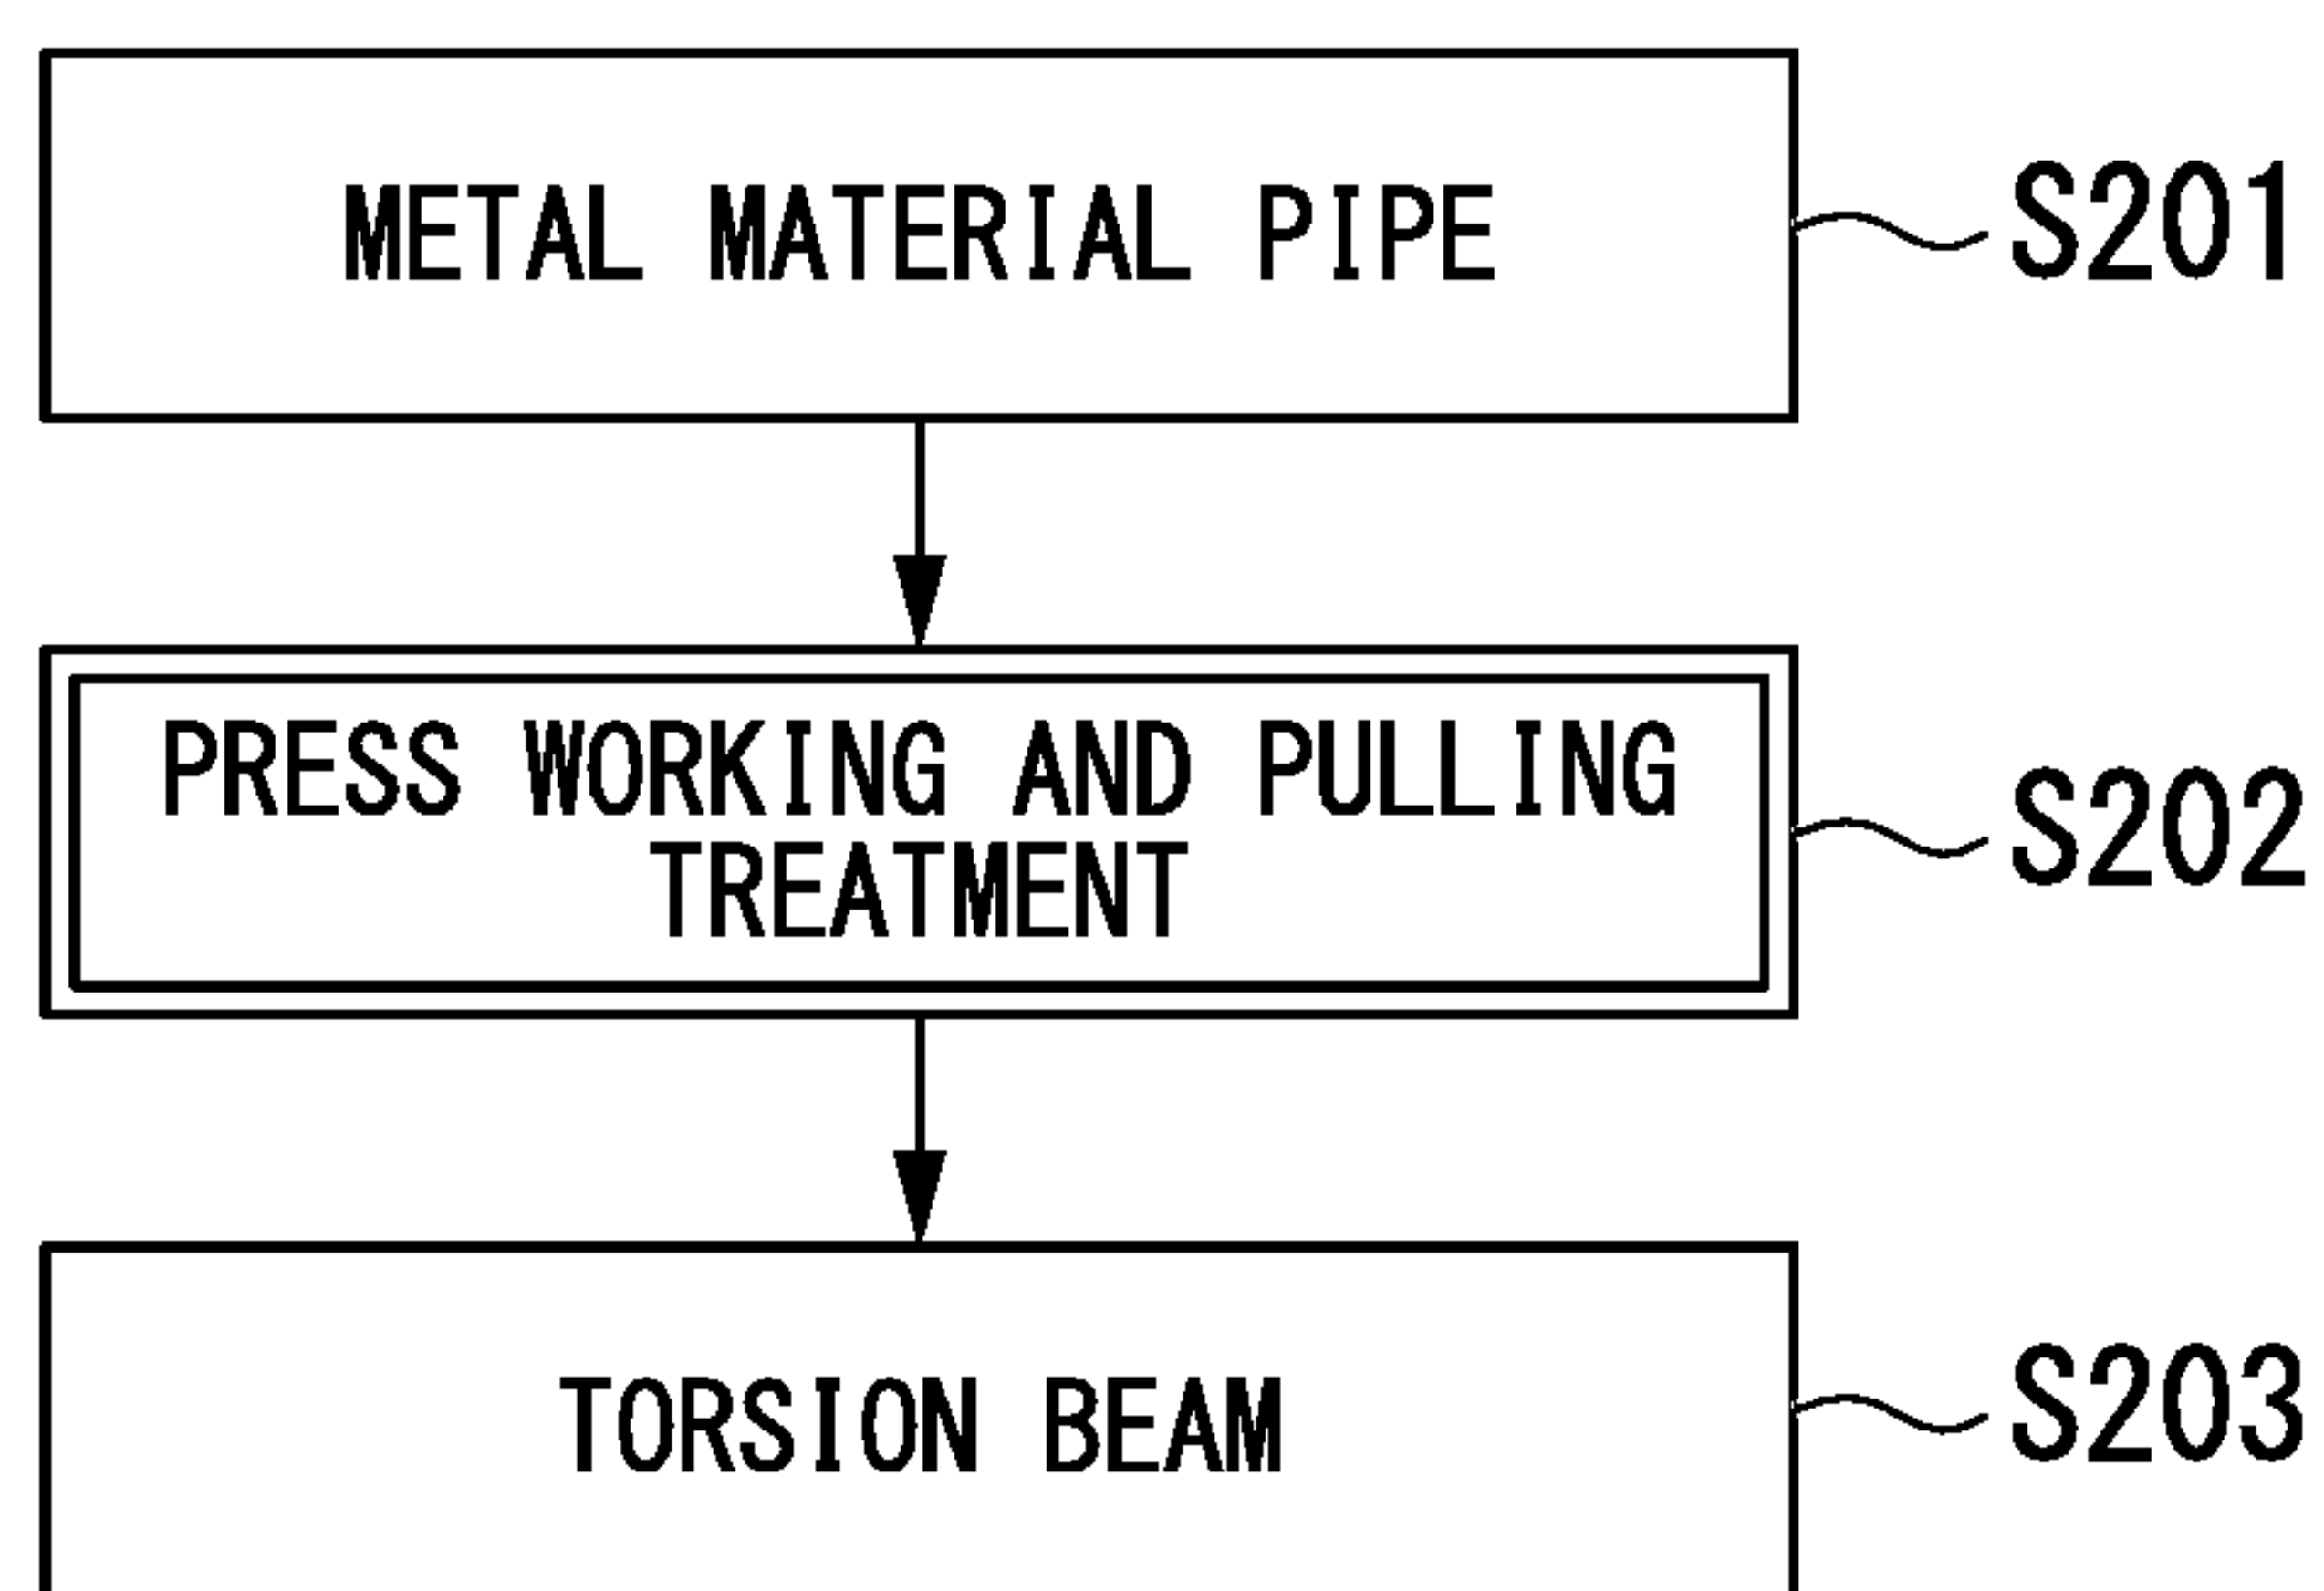 METAL MATERIAL PIPE
S201
PRESS WORKING AND PULLING
TREATMENT
S202
TORSION BEAM
S203